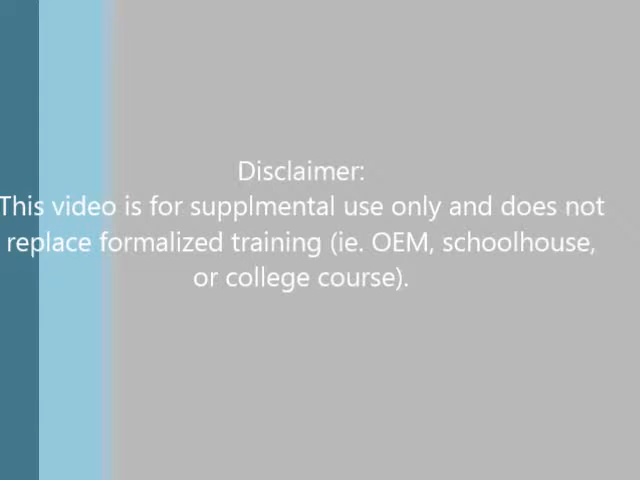 Disclaimer:
This video is for supplmental use only and does not
replace formalized training (ie. OEM, schoolhouse,
or college course).